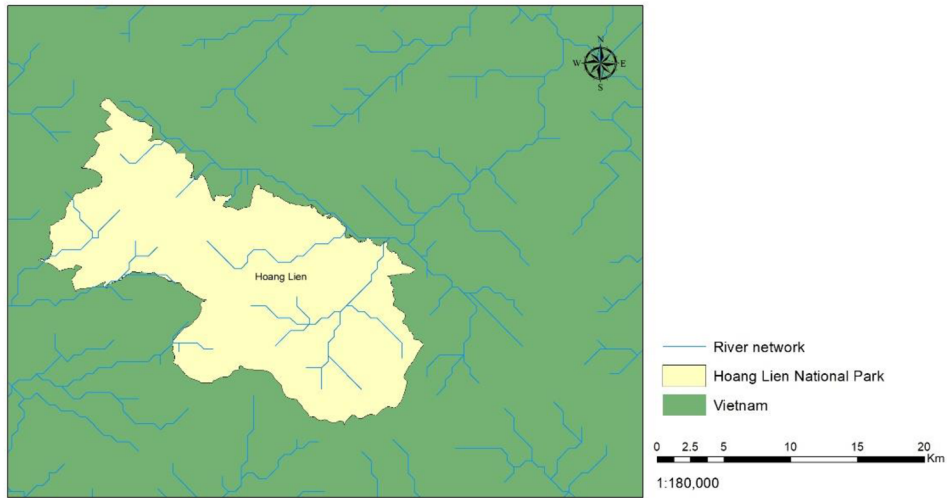 N
W E
S
Hoang Lien
River network
Hoang Lien National Park
Vietnam
0 2.5 5 10 15 20
Km
1:180,000